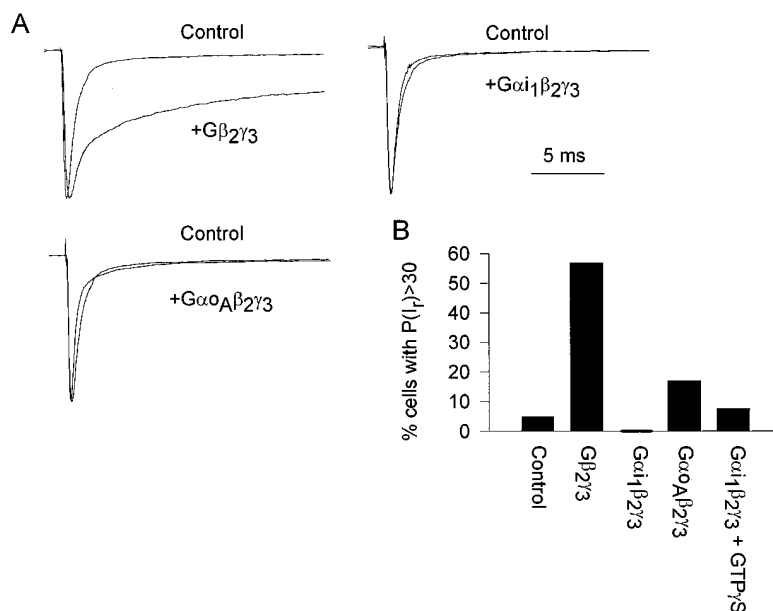 A
Control
+Gβ2γ3
Control
+Gαi1β2γ3
5 ms
Control
+GαoAβ2γ3
B
% cells with P(Ir)>30
60
50
40
30
20
10
0
Control
Gβ2γ3
Gαi1β2γ3
GαoAβ2γ3
Gαi1β2γ3 + GTPγS